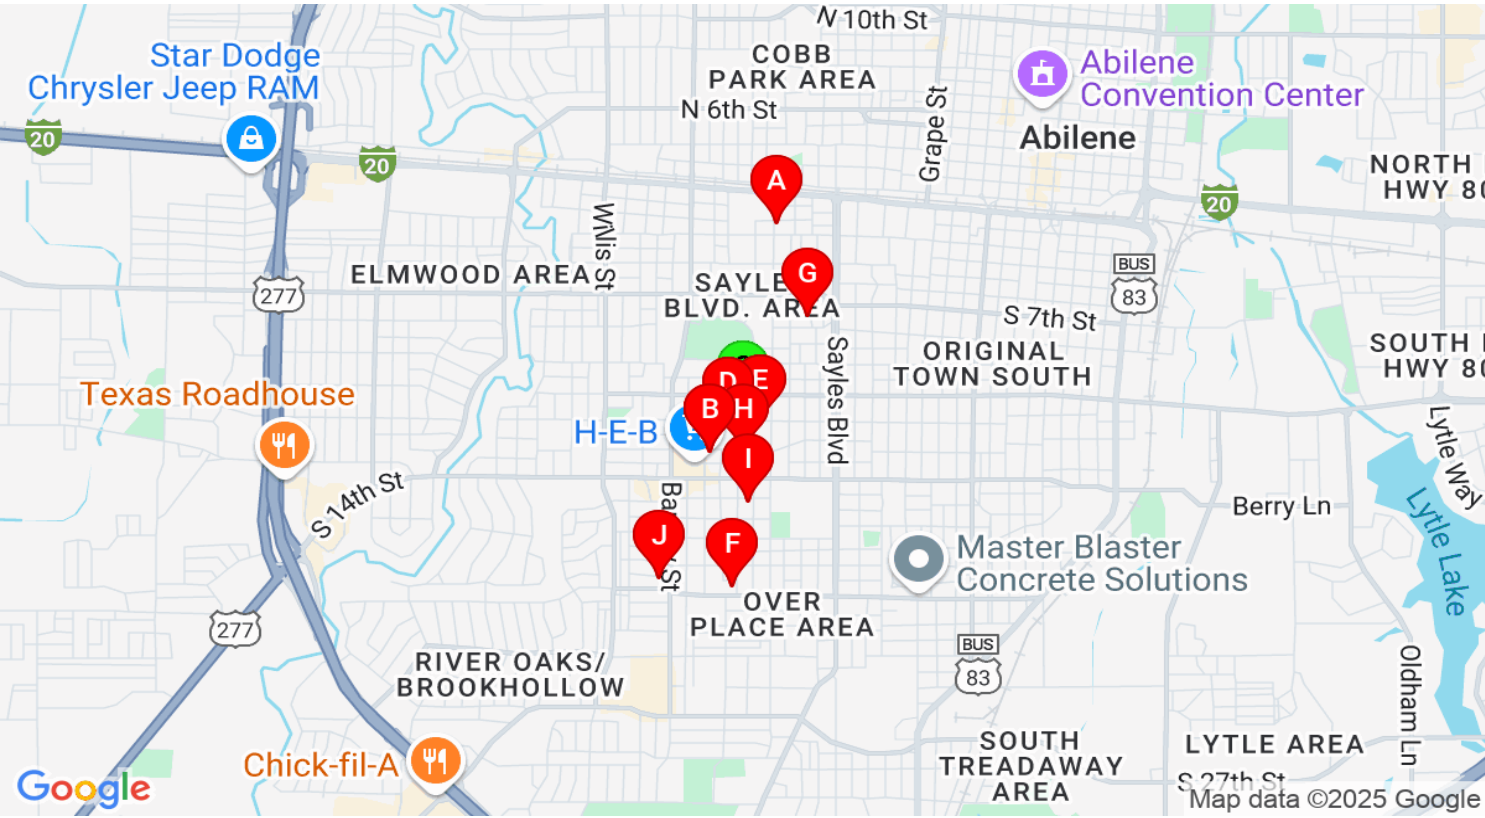 N 10th St
Star Dodge
Chrysler Jeep RAM
COBB
PARK AREA
Abilene
Convention Center
N 6th St
Grape St
Abilene
20
20
20
NORTH
HWY 80
A
Willis St
ELMWOOD AREA
277
SAYLE
BLVD. AREA
G
BUS
83
S 7th St
ORIGINAL
TOWN SOUTH
SOUTH
HWY 80
Sayles Blvd
D
E
B
H
H-E-B
I
Texas Roadhouse
S 14th St
Ba
y St
J
F
Berry Ln
Lytle Way
Lytle Lake
Master Blaster
Concrete Solutions
OVER
PLACE AREA
277
RIVER OAKS/
BROOKHOLLOW
BUS
83
Oldham Ln
Chick-fil-A
SOUTH
TREADAWAY
AREA
LYTLE AREA
S 27th St
Google
Map data ©2025 Google